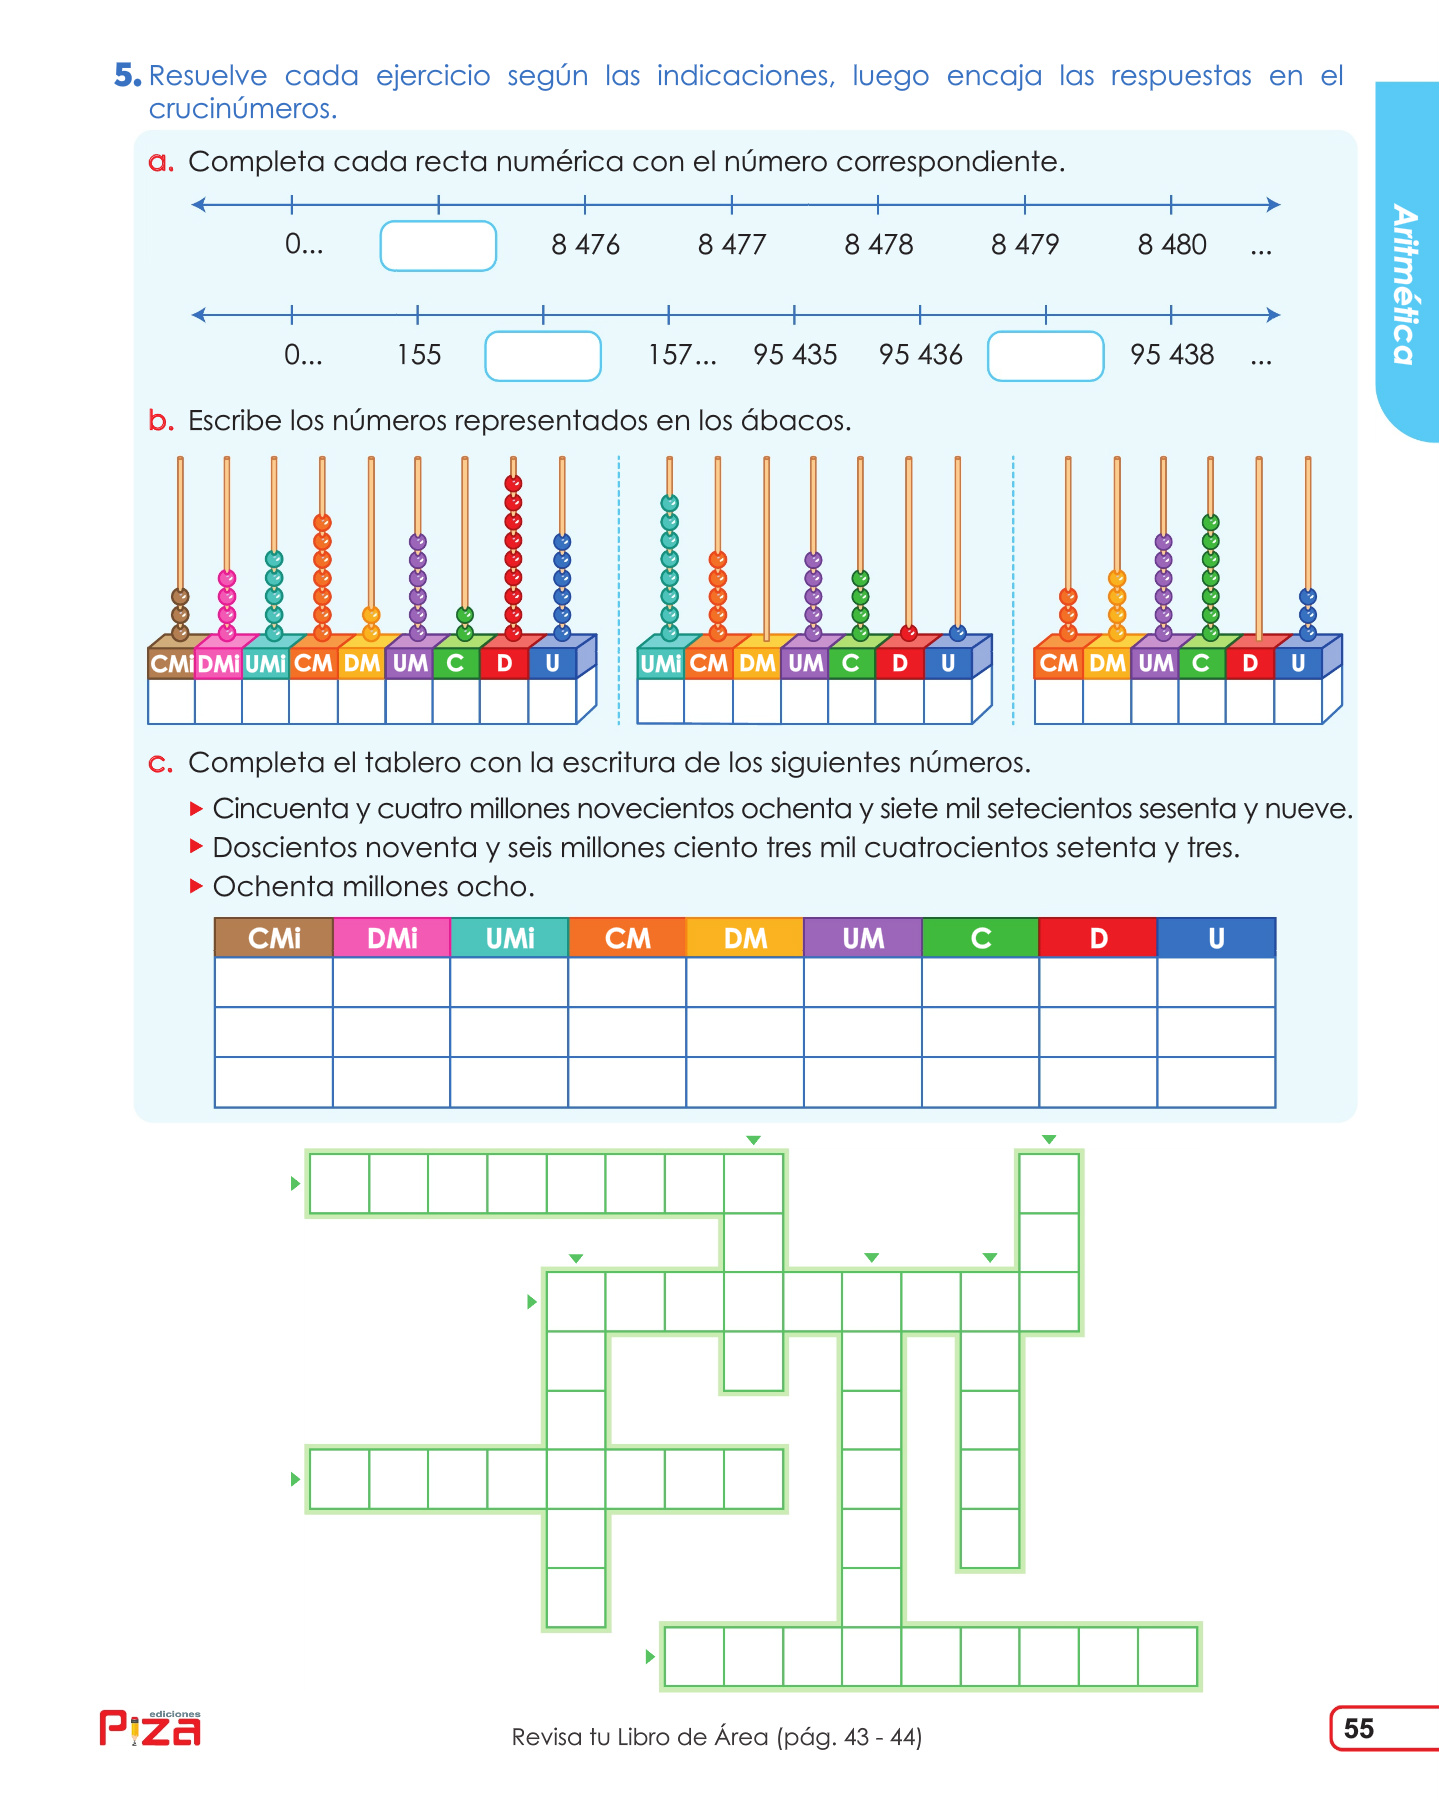 5. Resuelve cada ejercicio según las indicaciones, luego encaja las respuestas en el
crucinúmeros.
Aritmética
a. Completa cada recta numérica con el número correspondiente.
0... 8 476 8 477 8 478 8 479 8 480 ...
0... 155 157... 95 435 95 436 95 438 ...
b. Escribe los números representados en los ábacos.
CMi DMi UMi CM DM UM C D U
UMi CM DM UM C D U
CM DM UM C D U
c. Completa el tablero con la escritura de los siguientes números.
Cincuenta y cuatro millones novecientos ochenta y siete mil setecientos sesenta y nueve.
Doscientos noventa y seis millones ciento tres mil cuatrocientos setenta y tres.
Ochenta millones ocho.
CMi DMi UMi CM DM UM C D U
ediciones
Piza
Revisa tu Libro de Área (pág. 43 - 44)
55